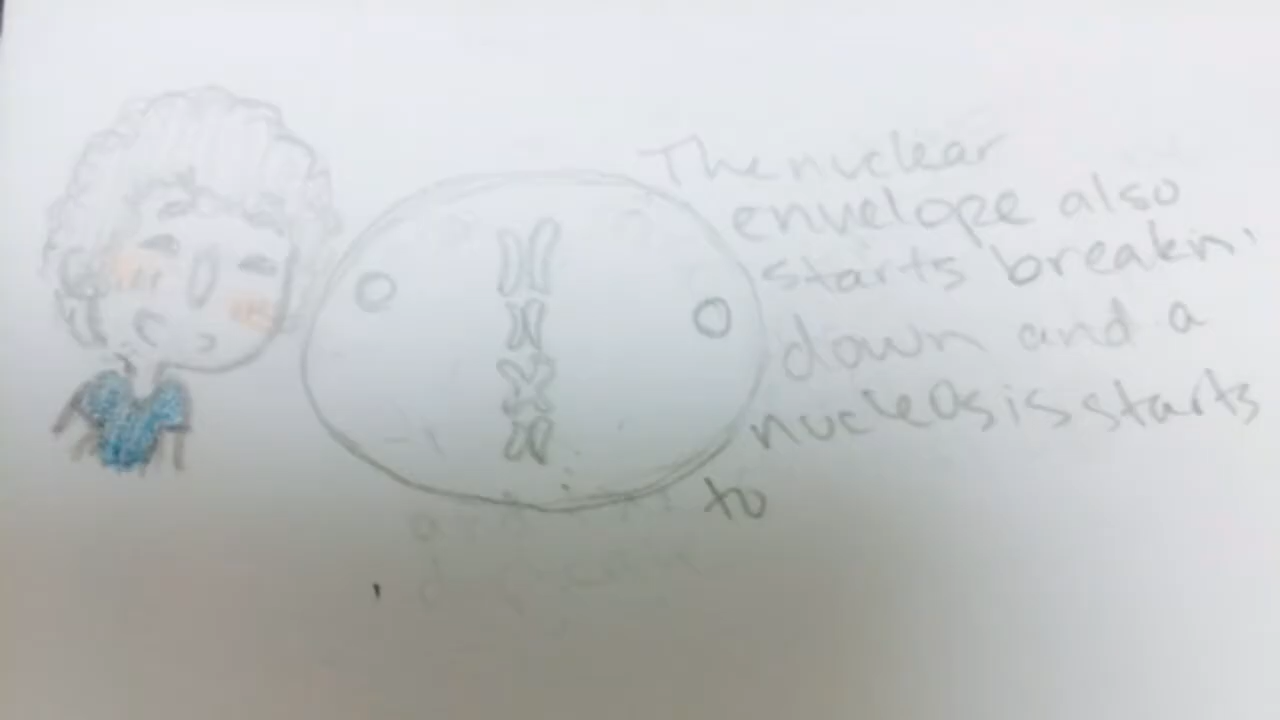 The nuclear
envelope also
starts breakin
down and a
nucleosis starts
to